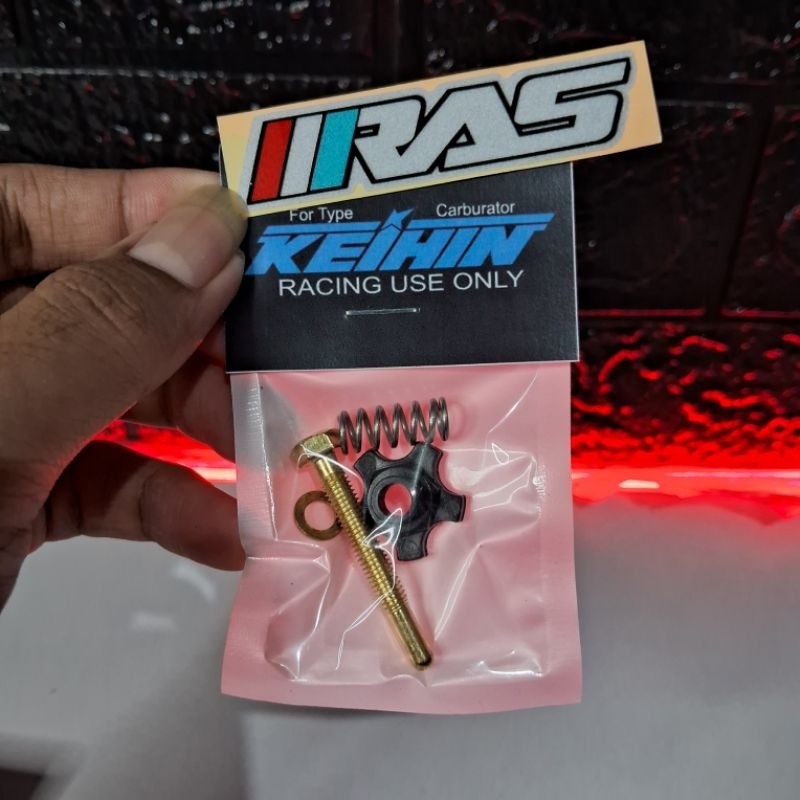 RAS
For Type Carburator
KEIHIN
RACING USE ONLY